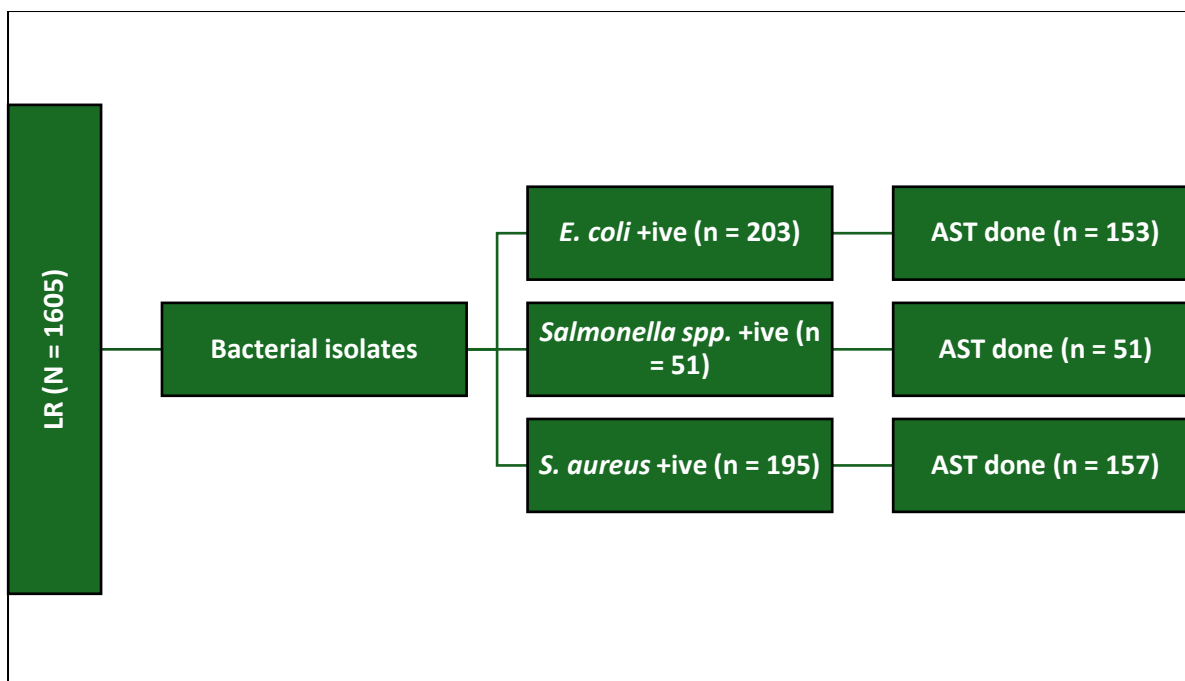 LR (N = 1605)
Bacterial isolates
E. coli +ive (n = 203)
AST done (n = 153)
Salmonella spp. +ive (n
= 51)
AST done (n = 51)
S. aureus +ive (n = 195)
AST done (n = 157)